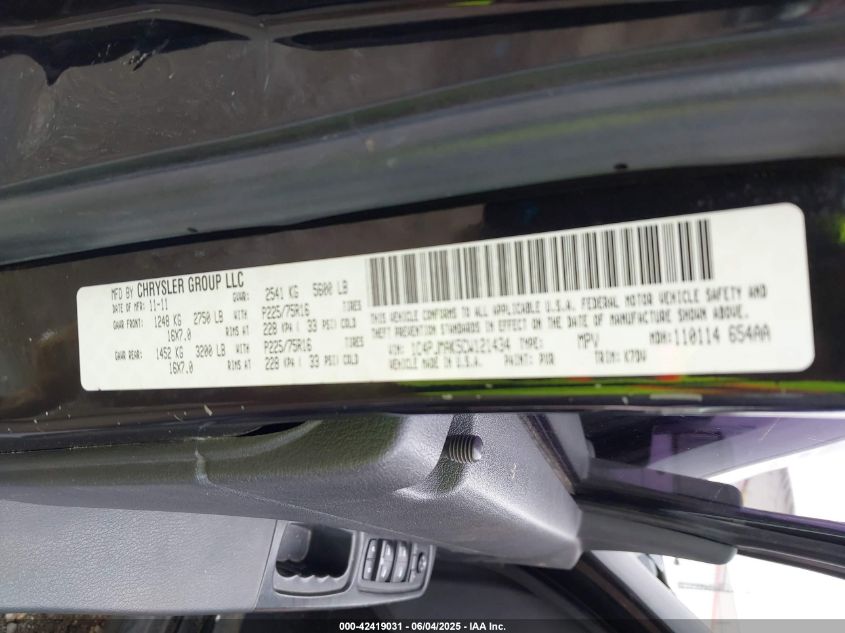 MFD BY CHRYSLER GROUP LLC
DATE OF MFR 11-11 GVWR: 2541 KG 5600 LB
GAWR FRONT: 1248 KG 2750 LB WITH P225/75R16 TIRES
16X7.0 RIMS AT 228 KPA ( 33 PSI) COLD
GAWR REAR: 1452 KG 3200 LB WITH P225/75R16 TIRES
16X7.0 RIMS AT 228 KPA ( 33 PSI) COLD
THIS VEHICLE CONFORMS TO ALL APPLICABLE U.S.A. FEDERAL MOTOR VEHICLE SAFETY AND
THEFT PREVENTION STANDARDS IN EFFECT ON THE DATE OF MANUFACTURE SHOWN ABOVE.
VIN: 1C4PJMAK5CW121434 TYPE: MPV MDH: 110114 654AA
MADE IN U.S.A. PAINT: PXR TRIM: K7DV
000-42419031 - 06/04/2025 - IAA Inc.